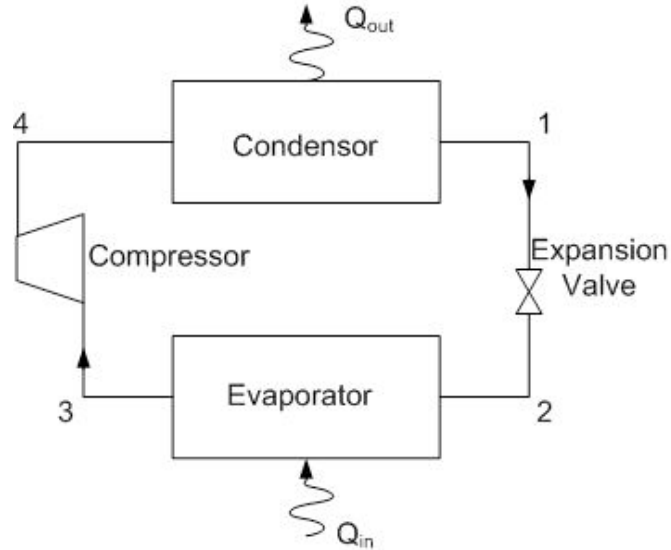 Qout
4
1
Condensor
Compressor
Expansion
Valve
Evaporator
3
2
Qin